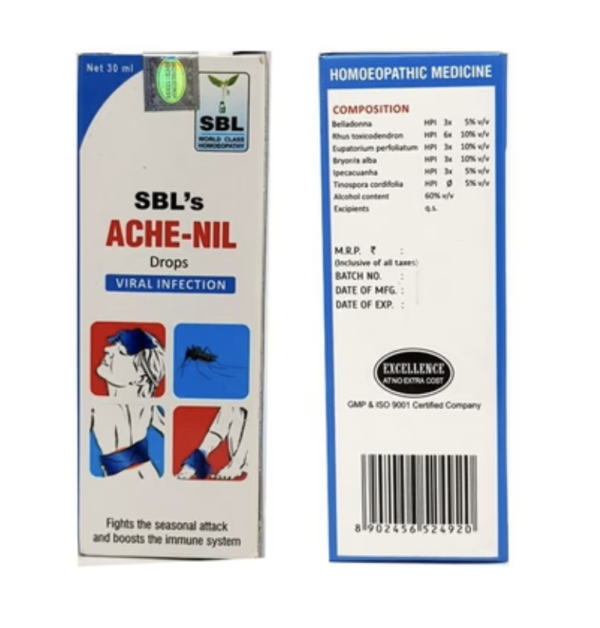 Net 30 ml
SBL
WORLD CLASS
HOMOEOPATHY
SBL's
ACHE-NIL
Drops
VIRAL INFECTION
Fights the seasonal attack
and boosts the immune system
HOMOEOPATHIC MEDICINE
COMPOSITION
Belladonna HPI 3x 5% v/v
Rhus toxicodendron HPI 6x 10% v/v
Eupatorium perfoliatum HPI 3x 10% v/v
Bryonia alba HPI 3x 10% v/v
Ipecacuanha HPI 3x 5% v/v
Tinospora cordifolia HPI Ø 5% v/v
Alcohol content 60% v/v
Excipients q.s.
M.R.P. ₹ :
(Inclusive of all taxes)
BATCH NO. :
DATE OF MFG. :
DATE OF EXP. :
EXCELLENCE
AT NO EXTRA COST
GMP & ISO 9001 Certified Company
8 902456 524920